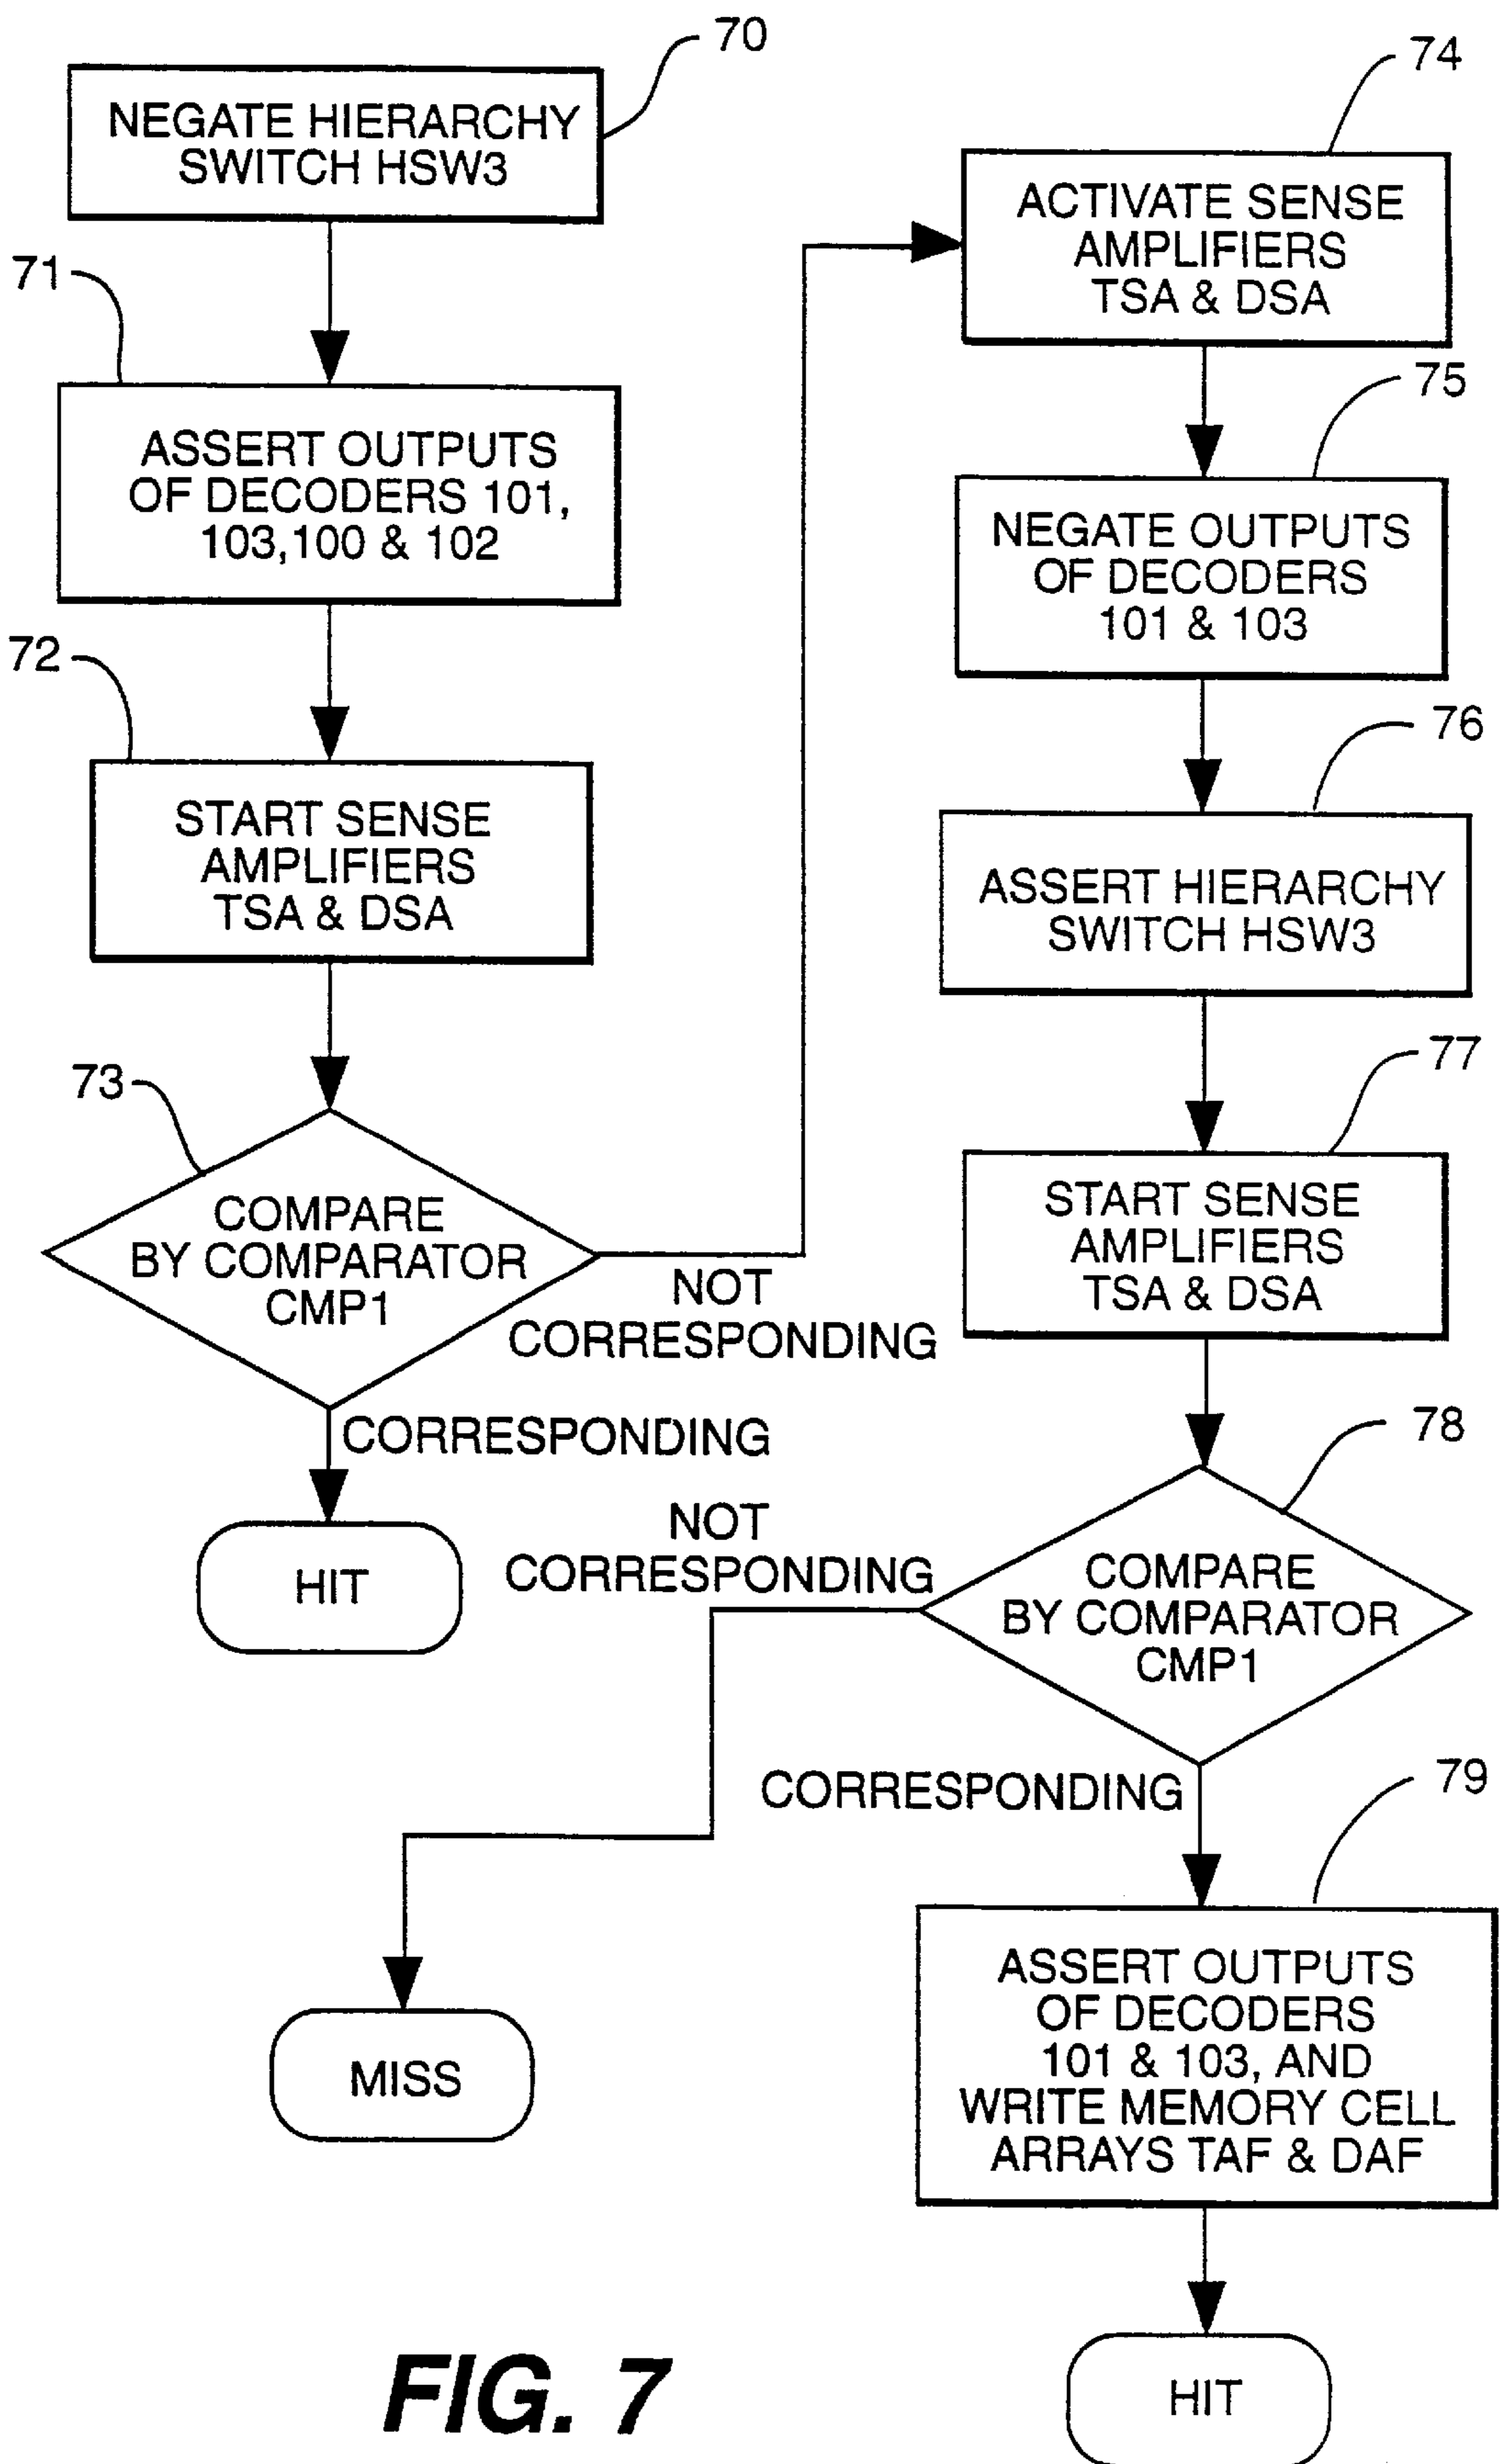 70
NEGATE HIERARCHY
SWITCH HSW3
71
ASSERT OUTPUTS
OF DECODERS 101,
103,100 & 102
72
START SENSE
AMPLIFIERS
TSA & DSA
73
COMPARE
BY COMPARATOR
CMP1
NOT
CORRESPONDING
CORRESPONDING
HIT
74
ACTIVATE SENSE
AMPLIFIERS
TSA & DSA
75
NEGATE OUTPUTS
OF DECODERS
101 & 103
76
ASSERT HIERARCHY
SWITCH HSW3
77
START SENSE
AMPLIFIERS
TSA & DSA
78
COMPARE
BY COMPARATOR
CMP1
NOT
CORRESPONDING
MISS
CORRESPONDING
79
ASSERT OUTPUTS
OF DECODERS
101 & 103, AND
WRITE MEMORY CELL
ARRAYS TAF & DAF
HIT
FIG. 7